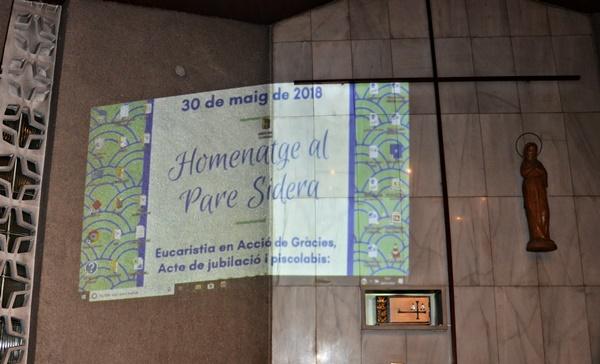 30 de maig de 2018
Homenatge al
Pare Sidera
Eucaristia en Acció de Gràcies,
Acte de jubilació i piscolabis: